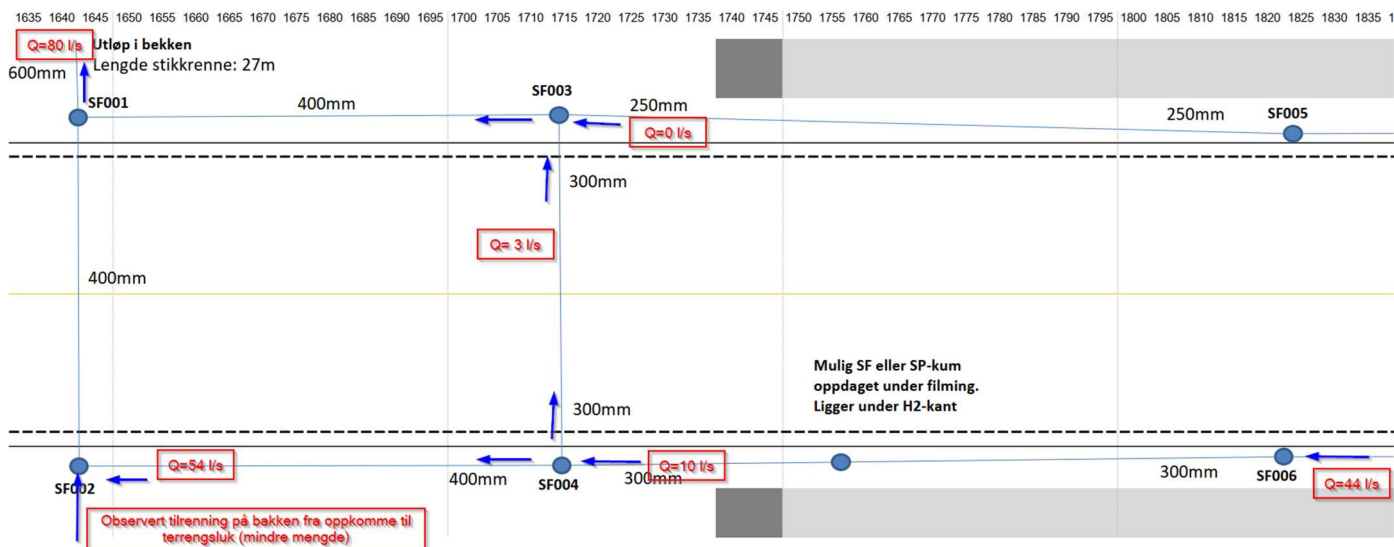 1635 1640 1645 1650 1655 1660 1665 1670 1675 1680 1685 1690 1695 1700 1705 1710 1715 1720 1725 1730 1735 1740 1745 1750 1755 1760 1765 1770 1775 1780 1785 1790 1795 1800 1805 1810 1815 1820 1825 1830 1835
Q=80 l/s
Utløp i bekken
Lengde stikkrenne: 27m
600mm
SF001
400mm
SF003
250mm
Q=0 l/s
250mm
SF005
300mm
Q= 3 l/s
400mm
Mulig SF eller SP-kum
oppdaget under filming.
Ligger under H2-kant
300mm
Q=54 l/s
SF002
400mm
SF004
Q=10 l/s
300mm
300mm
SF006
Q=44 l/s
Observert tilrenning på bakken fra oppkomme til
terrengsluk (mindre mengde)